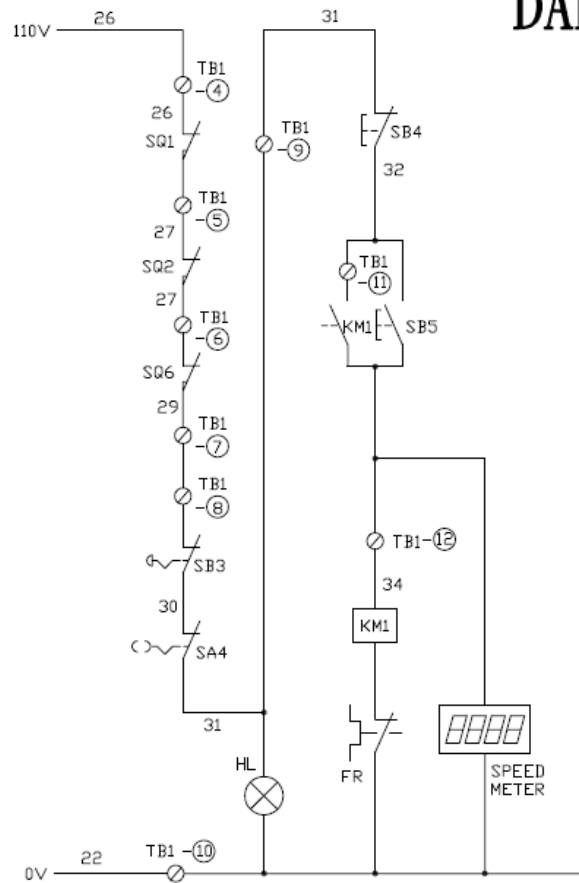 26
31
110V
TB1
-④
26
SQ1
TB1
-⑨
SB4
32
TB1
-⑤
27
SQ2
27
TB1
-⑪
KM1
SB5
TB1
-⑥
SQ6
29
TB1
-⑦
TB1
-⑧
TB1-⑫
SB3
34
30
KM1
SA4
31
HL
FR
SPEED
METER
22
TB1 -⑩
0V